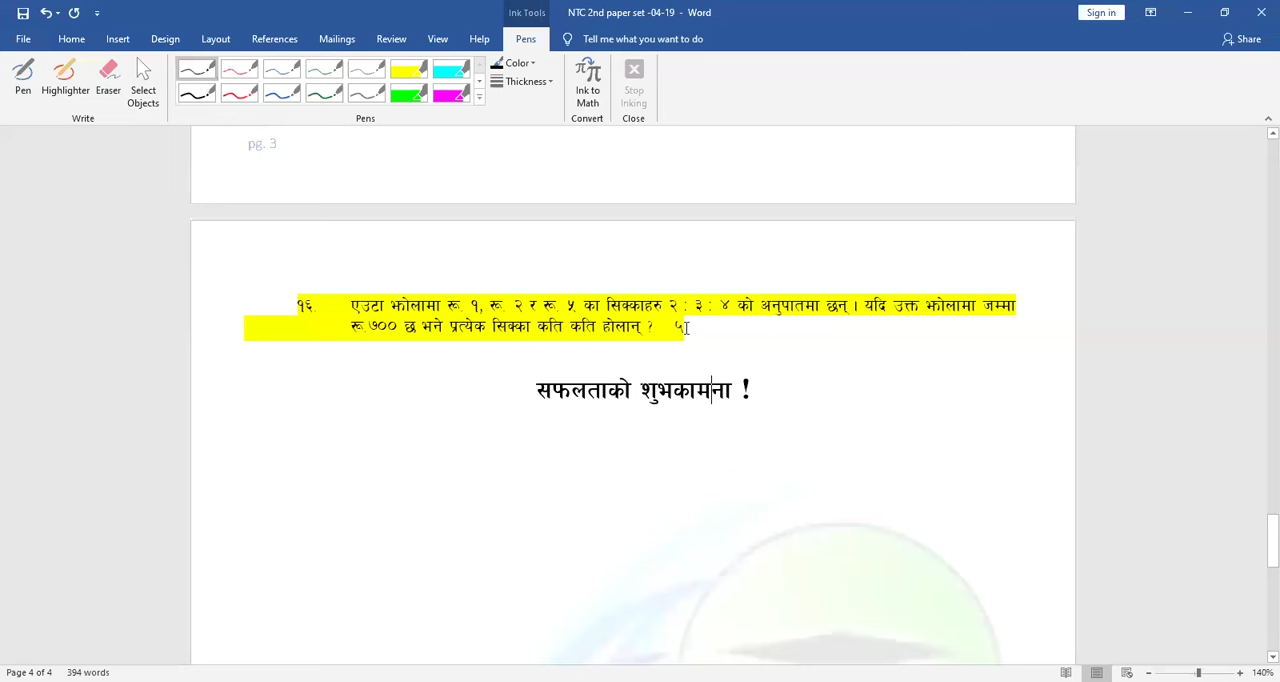 Ink Tools
NTC 2nd paper set -04-19 - Word
Sign in
File Home Insert Design Layout References Mailings Review View Help Pens Tell me what you want to do Share
Pen Highlighter Eraser Select Objects
Color
Thickness
Ink to Math
Stop Inking
Write Pens Convert Close
pg. 3
१६. एउटा झोलामा रू. १, रू. २ र रू. ५ का सिक्काहरु २ : ३ : ४ को अनुपातमा छन् । यदि उक्त झोलामा जम्मा
रू.७०० छ भने प्रत्येक सिक्का कति कति होलान् ? ५
सफलताको शुभकामना !
Page 4 of 4 394 words 140%